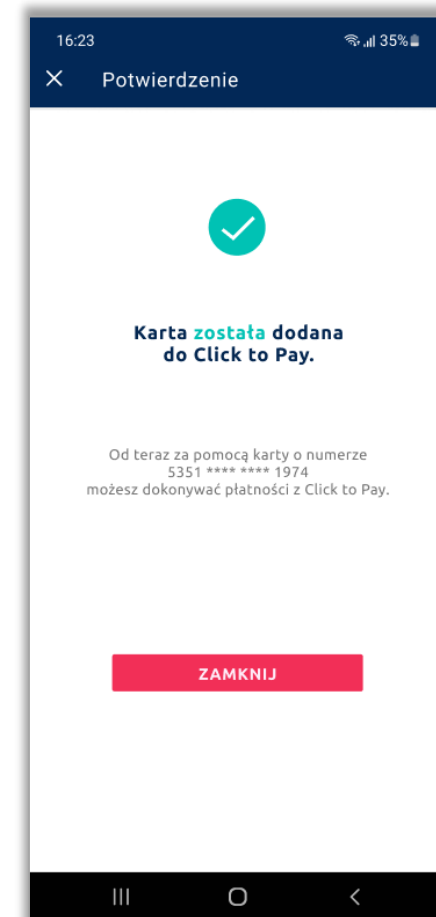 16:23 35%
Potwierdzenie
Karta została dodana
do Click to Pay.
Od teraz za pomocą karty o numerze
5351 **** **** 1974
możesz dokonywać płatności z Click to Pay.
ZAMKNIJ